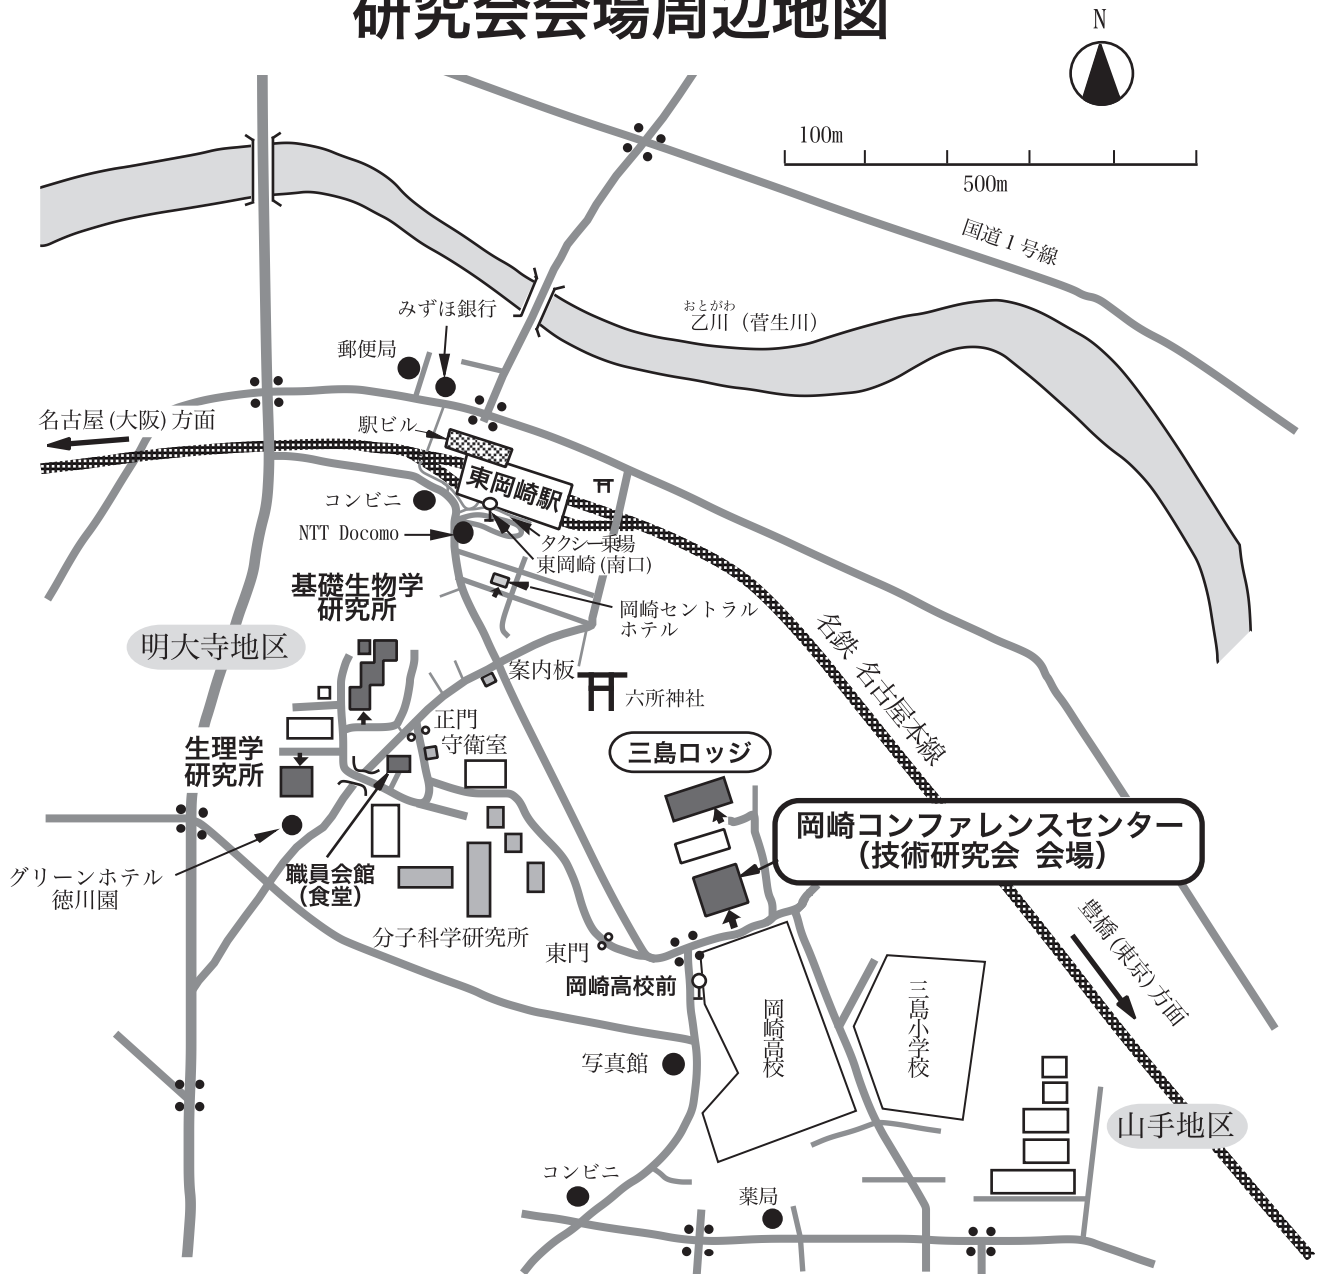 研究会会場周辺地図
N
100m
500m
国道1号線
みずほ銀行
おとがわ
乙川 (菅生川)
郵便局
名古屋(大阪)方面
駅ビル
東岡崎駅
コンビニ
NTT Docomo
タクシー乗場
東岡崎(南口)
基礎生物学
研究所
岡崎セントラル
ホテル
明大寺地区
名鉄 名古屋本線
案内板
六所神社
正門
守衛室
生理学
研究所
三島ロッジ
岡崎コンファレンスセンター
(技術研究会 会場)
グリーンホテル
徳川園
職員会館
(食堂)
分子科学研究所
東門
岡崎高校前
豊橋(東京)方面
岡崎高校
三島小学校
写真館
山手地区
コンビニ
薬局